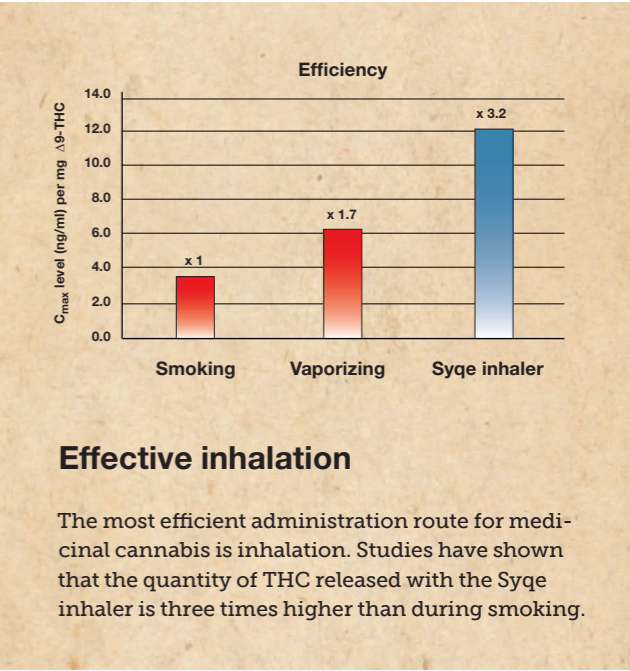 Efficiency
Cmax level (ng/ml) per mg Δ9-THC
14.0
12.0
10.0
8.0
6.0
4.0
2.0
0.0
x 1
x 1.7
x 3.2
Smoking
Vaporizing
Syqe inhaler
Effective inhalation
The most efficient administration route for medi-
cinal cannabis is inhalation. Studies have shown
that the quantity of THC released with the Syqe
inhaler is three times higher than during smoking.